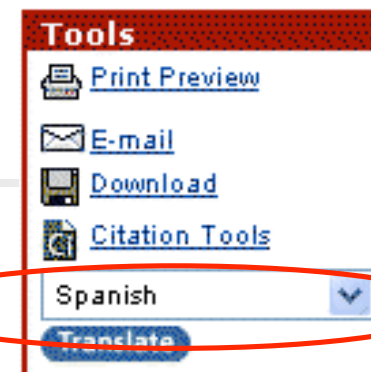 Tools
Print Preview
E-mail
Download
Citation Tools
Spanish
Translate